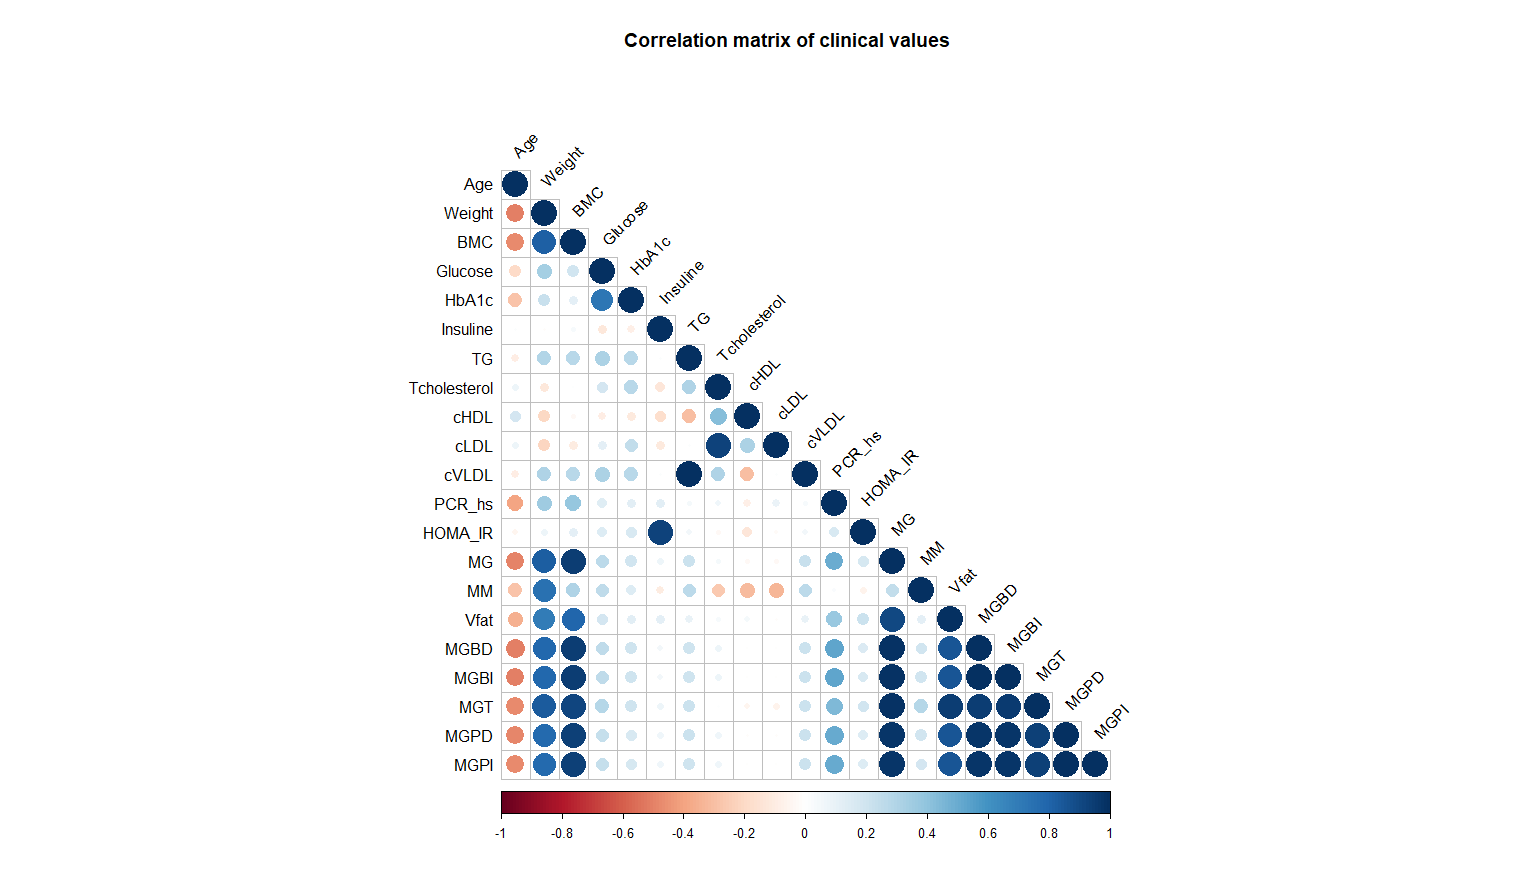 Correlation matrix of clinical values
Age
Weight
BMC
Glucose
HbA1c
Insuline
TG
Tcholesterol
cHDL
cLDL
cVLDL
PCR_hs
HOMA_IR
MG
MM
Vfat
MGBD
MGBI
MGT
MGPD
MGPI
Age
Weight
BMC
Glucose
HbA1c
Insuline
TG
Tcholesterol
cHDL
cLDL
cVLDL
PCR_hs
HOMA_IR
MG
MM
Vfat
MGBD
MGBI
MGT
MGPD
MGPI
-1 -0.8 -0.6 -0.4 -0.2 0 0.2 0.4 0.6 0.8 1